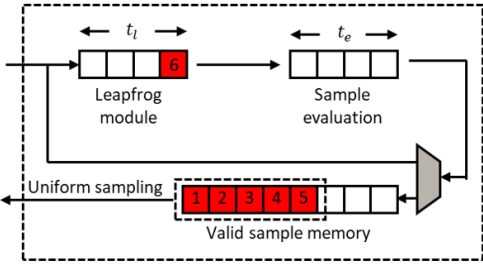 t_l
t_e
6
Leapfrog
module
Sample
evaluation
Uniform sampling
1 2 3 4 5
Valid sample memory